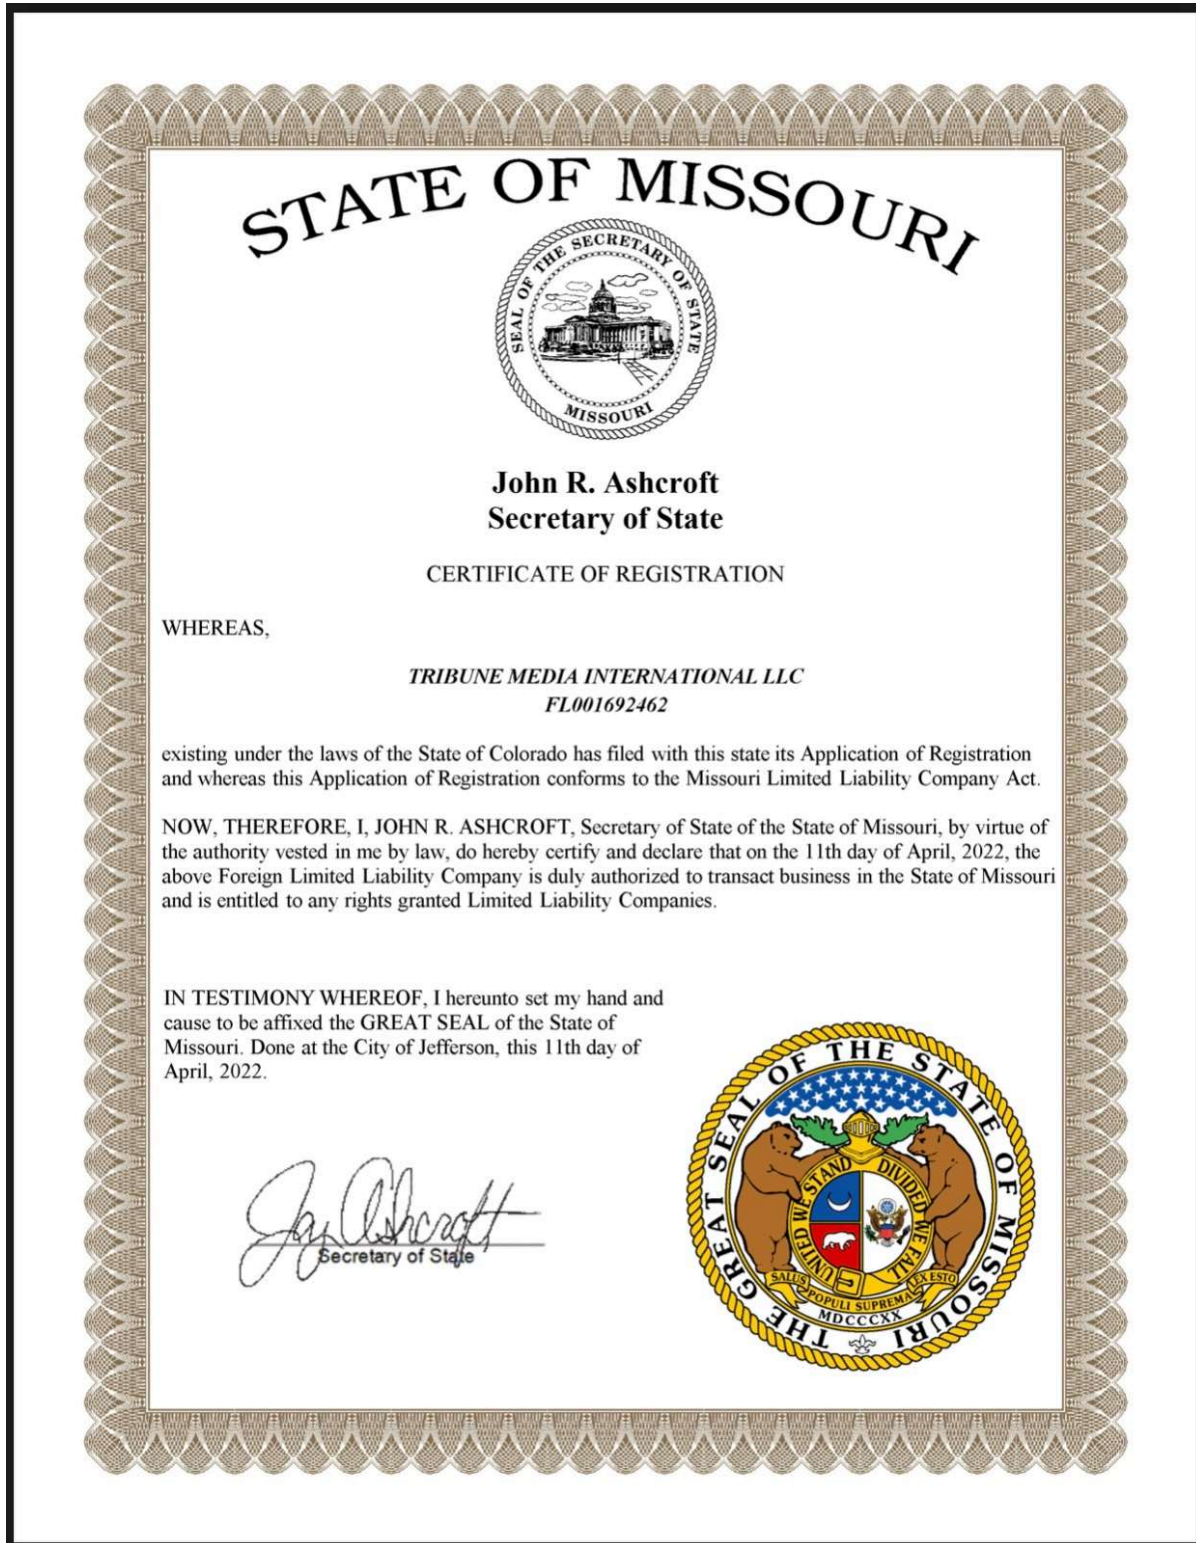 STATE OF MISSOURI
SEAL OF THE SECRETARY OF STATE
MISSOURI
John R. Ashcroft
Secretary of State
CERTIFICATE OF REGISTRATION
WHEREAS,
TRIBUNE MEDIA INTERNATIONAL LLC
FL001692462
existing under the laws of the State of Colorado has filed with this state its Application of Registration
and whereas this Application of Registration conforms to the Missouri Limited Liability Company Act.
NOW, THEREFORE, I, JOHN R. ASHCROFT, Secretary of State of the State of Missouri, by virtue of
the authority vested in me by law, do hereby certify and declare that on the 11th day of April, 2022, the
above Foreign Limited Liability Company is duly authorized to transact business in the State of Missouri
and is entitled to any rights granted Limited Liability Companies.
IN TESTIMONY WHEREOF, I hereunto set my hand and
cause to be affixed the GREAT SEAL of the State of
Missouri. Done at the City of Jefferson, this 11th day of
April, 2022.
Jay Ashcroft
Secretary of State
THE GREAT SEAL OF THE STATE OF MISSOURI
UNITED WE STAND DIVIDED WE FALL
SALUS POPULI SUPREMA LEX ESTO
MDCCCXX